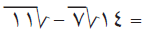 ١١√ − ٧√ ١٤ =